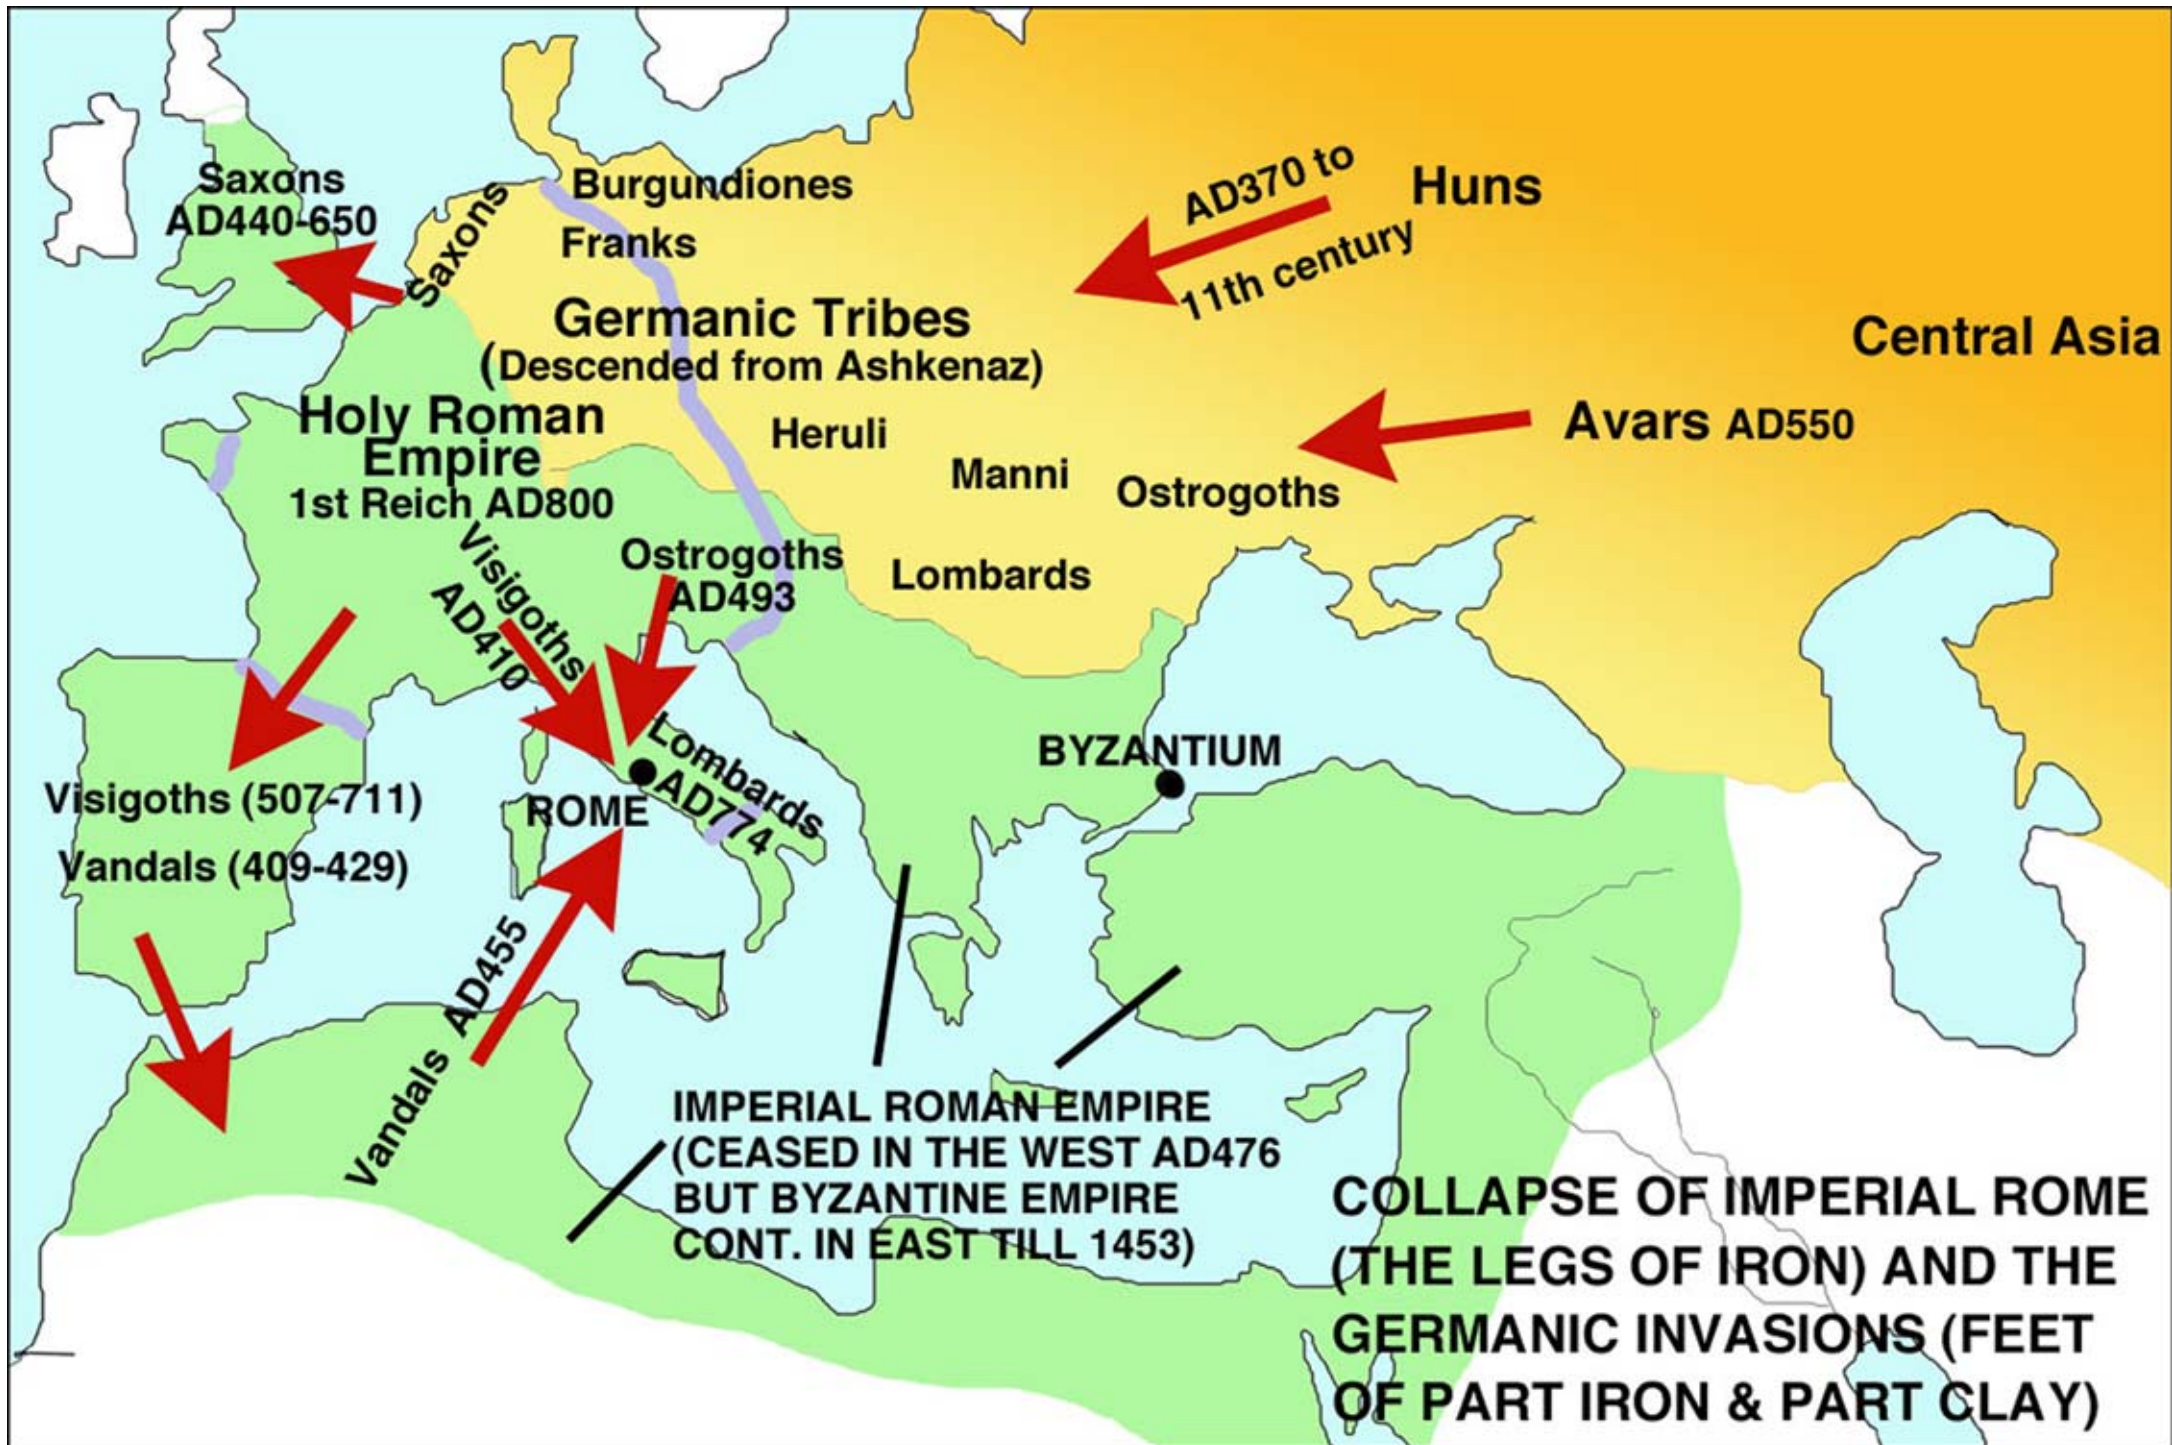 Saxons
AD440-650
Saxons
Burgundiones
Franks
Germanic Tribes
(Descended from Ashkenaz)
AD370 to
11th century
Huns
Central Asia
Avars AD550
Heruli
Manni
Ostrogoths
Lombards
Holy Roman
Empire
1st Reich AD800
Visigoths
AD410
Ostrogoths
AD493
Lombards
AD774
ROME
BYZANTIUM
Visigoths (507-711)
Vandals (409-429)
Vandals AD455
IMPERIAL ROMAN EMPIRE
(CEASED IN THE WEST AD476
BUT BYZANTINE EMPIRE
CONT. IN EAST TILL 1453)
COLLAPSE OF IMPERIAL ROME
(THE LEGS OF IRON) AND THE
GERMANIC INVASIONS (FEET
OF PART IRON & PART CLAY)